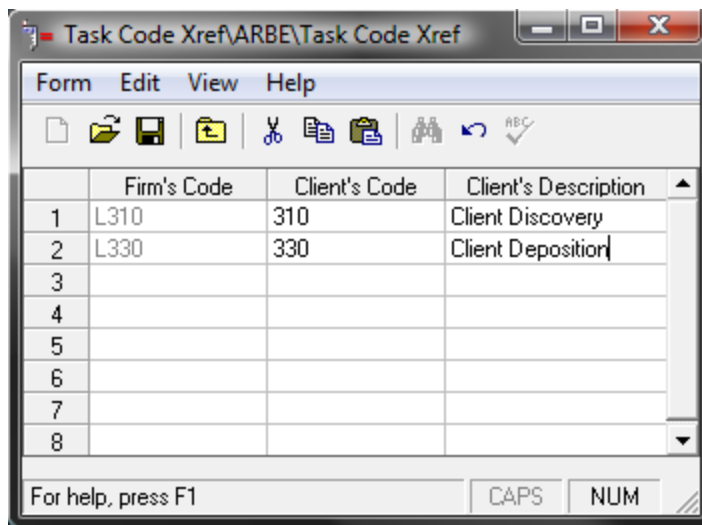 Task Code Xref\ARBE\Task Code Xref
Form Edit View Help
ABC
Firm's Code Client's Code Client's Description
1 L310 310 Client Discovery
2 L330 330 Client Deposition
3
4
5
6
7
8
For help, press F1 CAPS NUM